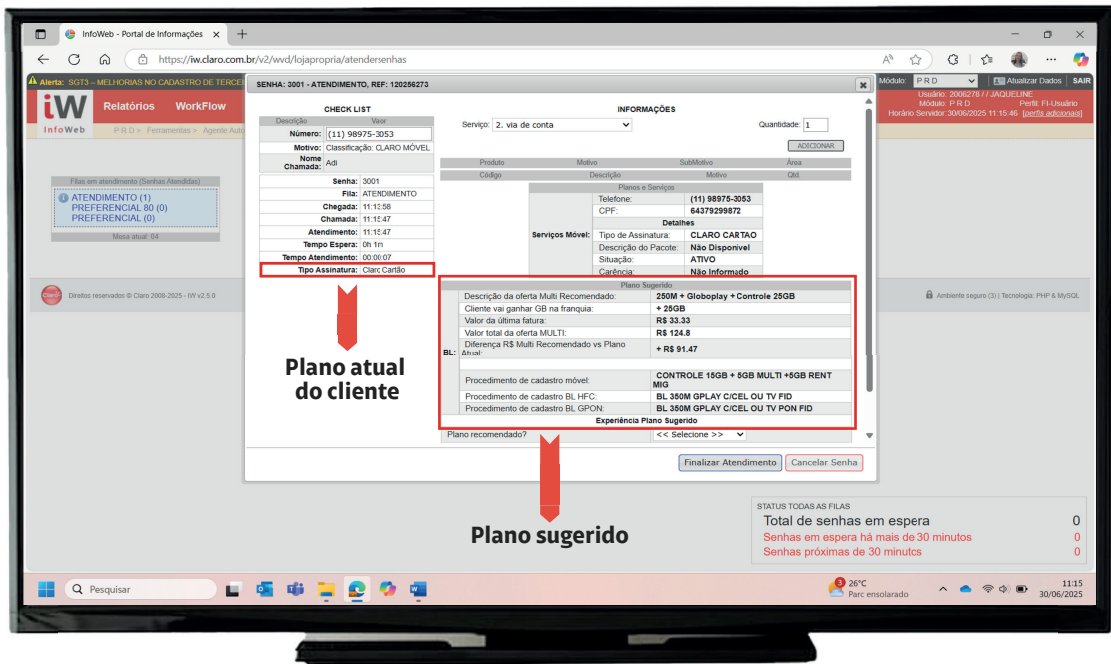 InfoWeb - Portal de Informações
https://iw.claro.com.br/v2/wvd/lojapropria/atendersenhas
Alerta: SGT3 – MELHORIAS NO CADASTRO DE TERCE
Módulo: P R D
Atualizar Dados
SAIR
iW
InfoWeb
Relatórios WorkFlow
P R D > Ferramentas > Agente Aut
Usuário: 2006278 / / JAQUELINE
Módulo: P R D Perfil: FI-Usuário
Horário Servidor: 30/06/2025 11:15:46 [perfis adicionais]
Filas em atendimento (Senhas Atendidas)
ATENDIMENTO (1)
PREFERENCIAL 80 (0)
PREFERENCIAL (0)
Mesa atual: 04
Claro
Direitos reservados © Claro 2008-2025 - IW v2.5.0
Ambiente seguro (3) | Tecnologia: PHP & MySQL
SENHA: 3001 - ATENDIMENTO, REF: 120256273
CHECK LIST
Descrição
Número: (11) 98975-3053
Motivo: Classificação: CLARO MÓVEL
Nome Chamada: Adi
Senha: 3001
Fila: ATENDIMENTO
Chegada: 11:13:58
Chamada: 11:15:47
Atendimento: 11:15:47
Tempo Espera: 0h 1m
Tempo Atendimento: 00:00:07
Tipo Assinatura: Claro Cartão
Plano atual
do cliente
INFORMAÇÕES
Serviço: 2. via de conta
Quantidade: 1
ADICIONAR
Produto Motivo SubMotivo Área
Código Descrição Motivo Qtd.
Planos e Serviços
Telefone: (11) 98975-3053
CPF: 64379299872
Detalhes
Serviços Móvel: Tipo de Assinatura: CLARO CARTAO
Descrição do Pacote: Não Disponivel
Situação: ATIVO
Carência: Não Informado
Plano Sugerido
Descrição da oferta Multi Recomendado: 250M + Globoplay + Controle 25GB
Cliente vai ganhar GB na franquia: + 25GB
Valor da última fatura: R$ 33.33
Valor total da oferta MULTI: R$ 124.8
Diferença R$ Multi Recomendado vs Plano
BL: Atual: + R$ 91.47
Procedimento de cadastro móvel: CONTROLE 15GB + 5GB MULTI +5GB RENT
MIG
Procedimento de cadastro BL HFC: BL 350M GPLAY C/CEL OU TV FID
Procedimento de cadastro BL GPON: BL 350M GPLAY C/CEL OU TV PON FID
Experiência Plano Sugerido
Plano recomendado? << Selecione >>
Finalizar Atendimento
Cancelar Senha
Plano sugerido
STATUS TODAS AS FILAS
Total de senhas em espera 0
Senhas em espera há mais de 30 minutos 0
Senhas próximas de 30 minutos 0
Pesquisar
3
26°C
Parc ensolarado
11:15
30/06/2025